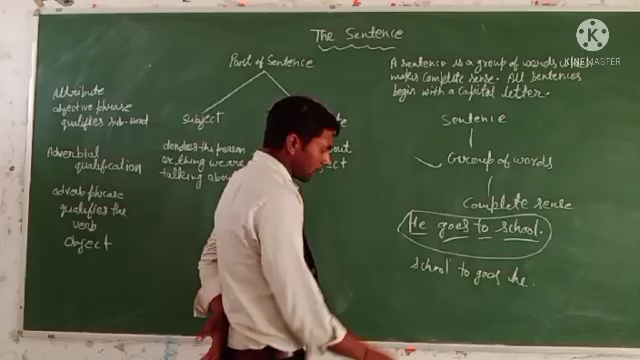 The Sentence
Part of Sentence
Attribute
adjective phrase
qualifies sub-word
Adverbial
qualification
adverb phrase
qualifies the
verb
Object
Subject
denotes the person
or thing we are
talking about
A sentence is a group of words
makes complete sense. All sentences
begin with a capital letter.
Sentence
Group of words
Complete sense
He goes to school.
School to goes he.
KINEMASTER